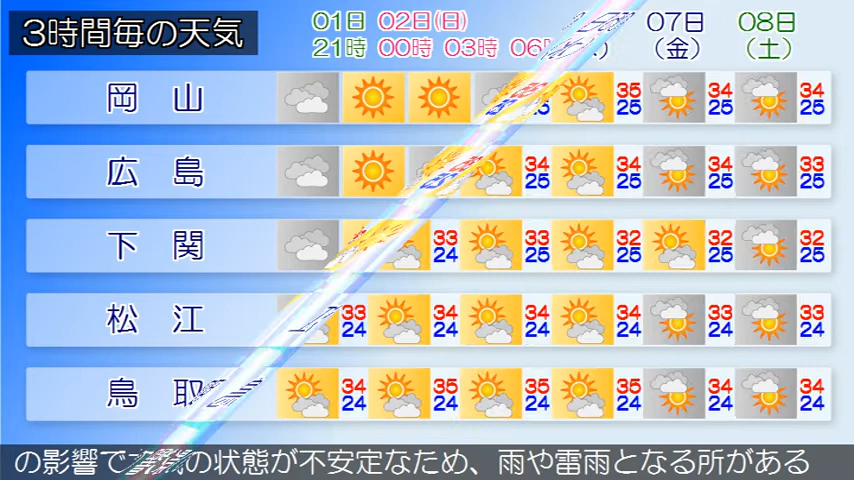 3時間毎の天気
01日 02日(日) 07日 08日
21時 00時 03時 06時 (金) (土)
岡 山 35 34 34
25 25 25
広 島 34 34 34 33
25 25 25 25
下 関 33 33 32 32 32
24 25 25 25 25
松 江 33 34 34 34 33 33
24 24 24 24 24 24
鳥 取 34 35 35 35 34 34
24 24 24 24 24 24
の影響で の状態が不安定なため、雨や雷雨となる所がある